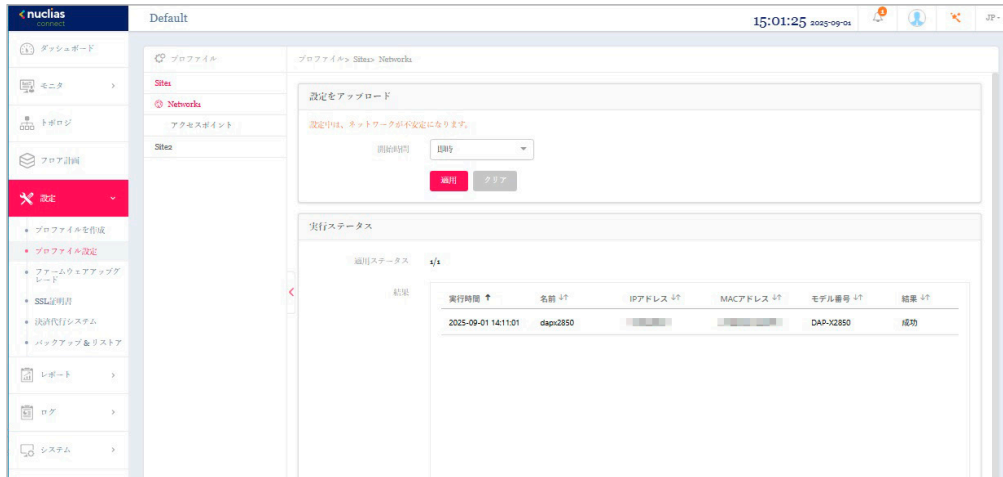 nuclias
connect
Default
15:01:25 2025-09-01
JP
ダッシュボード
モニタ
トポロジ
フロア計画
設定
プロファイルを作成
プロファイル設定
ファームウェアアップグ
レード
SSL証明書
決済代行システム
バックアップ＆リストア
レポート
ログ
システム
プロファイル
Site1
Network1
アクセスポイント
Site2
プロファイル> Site1> Network1
設定をアップロード
設定中は、ネットワークが不安定になります。
開始時間 即時
適用 クリア
実行ステータス
適用ステータス 1/1
結果
実行時間 名前 IPアドレス MACアドレス モデル番号 結果
2025-09-01 14:11:01 dapx2850 DAP-X2850 成功